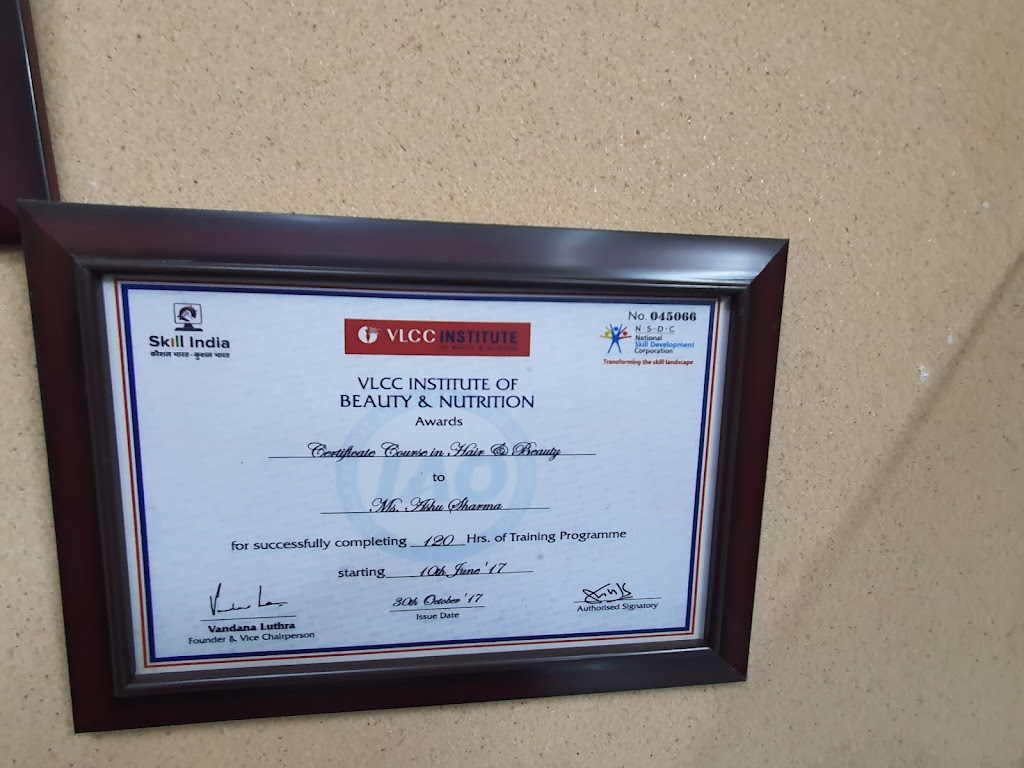 Skill India
कौशल भारत - कुशल भारत
VLCC INSTITUTE
OF BEAUTY & NUTRITION
No. 045066
N·S·D·C
National
Skill Development
Corporation
Transforming the skill landscape
VLCC INSTITUTE OF
BEAUTY & NUTRITION
Awards
Certificate Course in Hair & Beauty
to
Ms. Ashu Sharma
for successfully completing 120 Hrs. of Training Programme
starting 10th June '17
Vandana Luthra
Founder & Vice Chairperson
30th October '17
Issue Date
Authorised Signatory